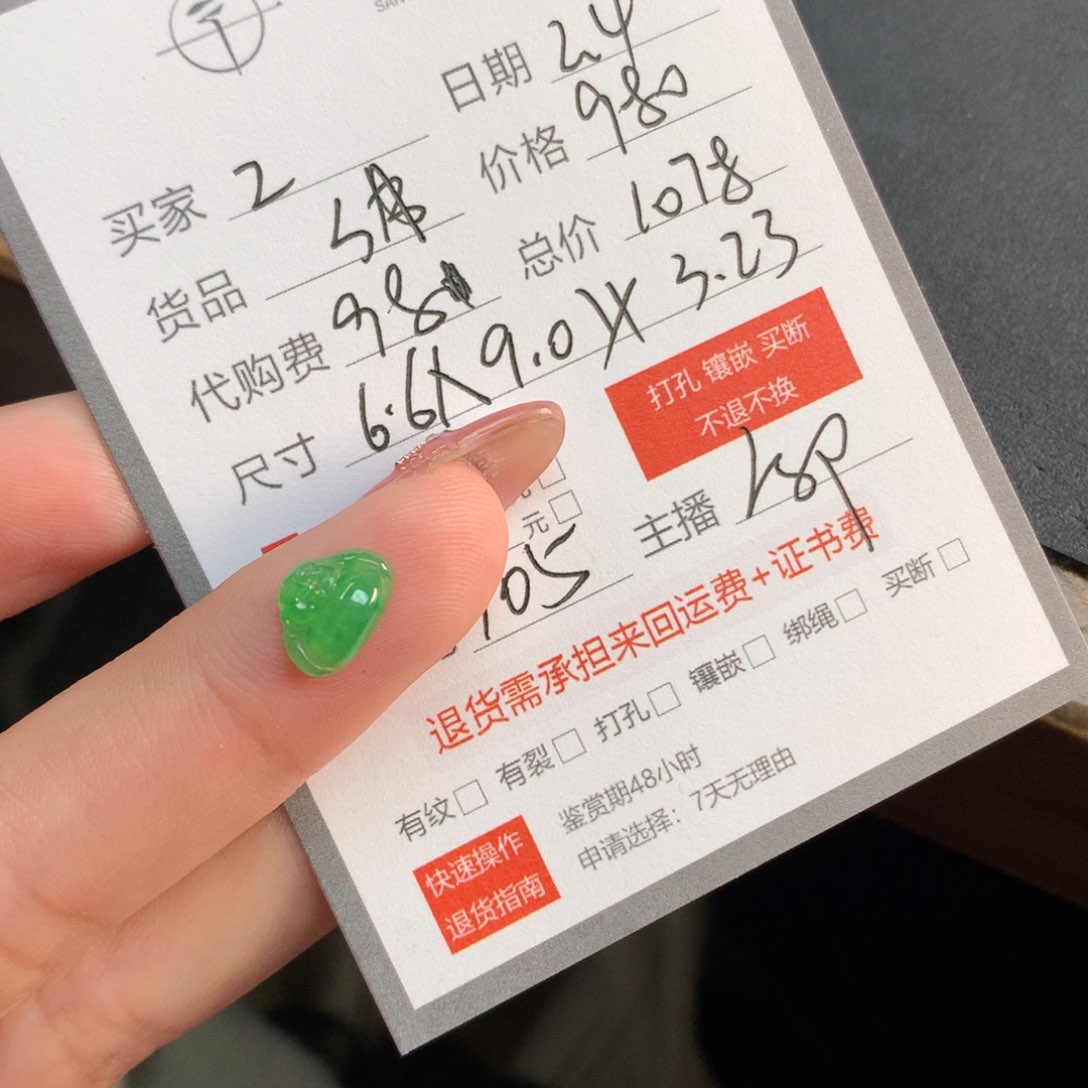 日期 24
买家 2 价格 980
货品 S佛 总价 1078
代购费 98
尺寸 6.6X9.0X3.23
打孔 镶嵌 买断
不退不换
元□
主播
105
退货需承担来回运费+证书费
有纹□ 有裂□ 打孔□ 镶嵌□ 绑绳□ 买断□
鉴赏期48小时
申请选择：7天无理由
快速操作
退货指南